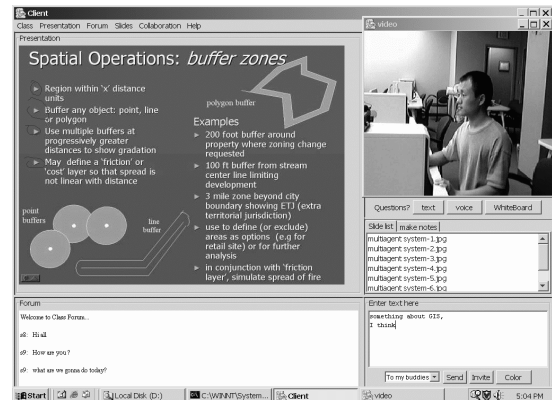 Client
Class Presentation Forum Slides Collaboration Help
Presentation
Spatial Operations: buffer zones
Region within 'x' distance
units
Buffer any object: point, line
or polygon
Use multiple buffers at
progressively greater
distances to show gradation
May define a 'friction' or
'cost' layer so that spread is
not linear with distance
point
buffers
line
buffer
polygon buffer
Examples
200 foot buffer around
property where zoning change
requested
100 ft buffer from stream
center line limiting
development
3 mile zone beyond city
boundary showing ETJ (extra
territorial jurisdiction)
use to define (or exclude)
areas as options (e.g for
retail site) or for further
analysis
in conjunction with 'friction
layer', simulate spread of fire
video
Questions? text voice WhiteBoard
Slide list make notes
multiagent system-1.jpg
multiagent system-2.jpg
multiagent system-3.jpg
multiagent system-4.jpg
multiagent system-5.jpg
multiagent system-6.jpg
Forum
Welcome to Class Forum...
s8: Hi all
s9: How are you?
s9: what are we gonna do today?
Enter text here
something about GIS,
I think
To my buddies Send Invite Color
Start Local Disk (D:) C:\WINNT\System... Client video 5:04 PM